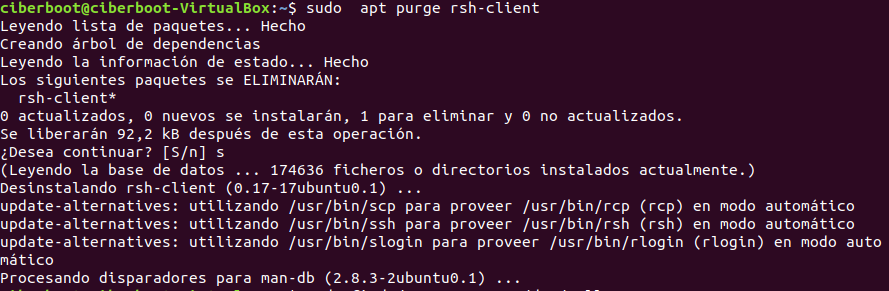 ciberboot@ciberboot-VirtualBox:~$ sudo  apt purge rsh-client
Leyendo lista de paquetes... Hecho
Creando árbol de dependencias
Leyendo la información de estado... Hecho
Los siguientes paquetes se ELIMINARÁN:
  rsh-client*
0 actualizados, 0 nuevos se instalarán, 1 para eliminar y 0 no actualizados.
Se liberarán 92,2 kB después de esta operación.
¿Desea continuar? [S/n] s
(Leyendo la base de datos ... 174636 ficheros o directorios instalados actualmente.)
Desinstalando rsh-client (0.17-17ubuntu0.1) ...
update-alternatives: utilizando /usr/bin/scp para proveer /usr/bin/rcp (rcp) en modo automático
update-alternatives: utilizando /usr/bin/ssh para proveer /usr/bin/rsh (rsh) en modo automático
update-alternatives: utilizando /usr/bin/slogin para proveer /usr/bin/rlogin (rlogin) en modo auto
mático
Procesando disparadores para man-db (2.8.3-2ubuntu0.1) ...